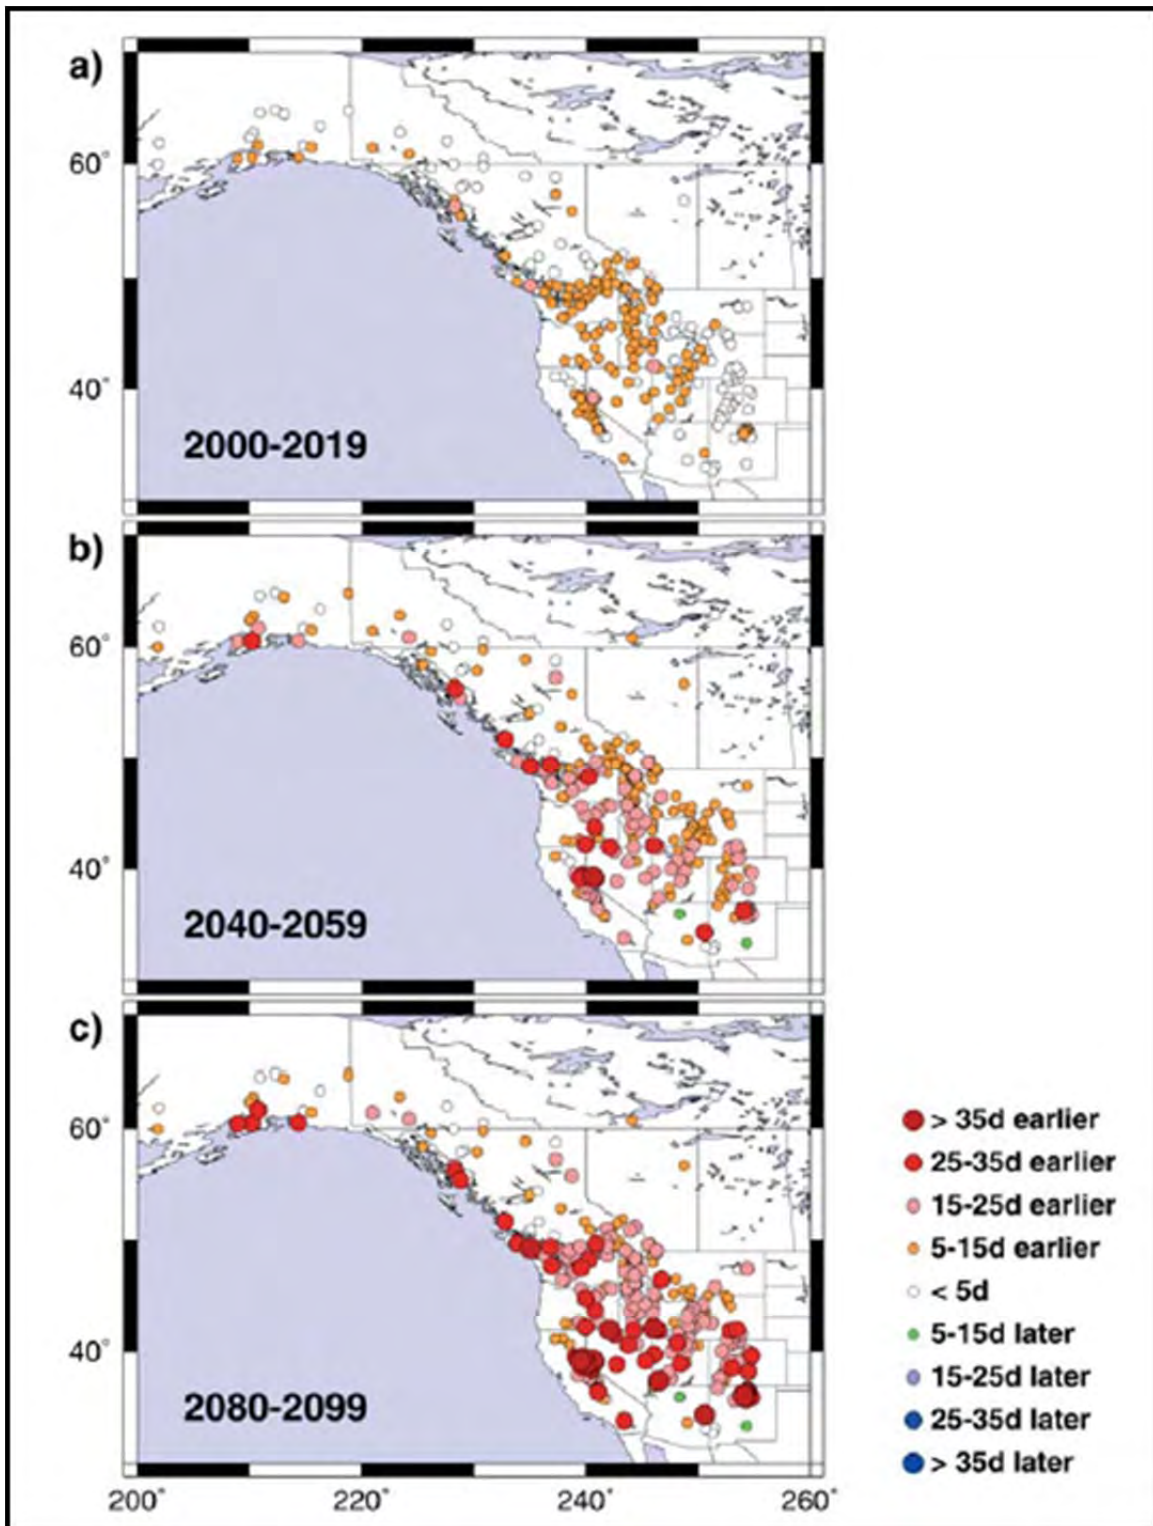 a)
60°
40°
2000-2019
b)
60°
40°
2040-2059
c)
60°
40°
2080-2099
200°
220°
240°
260°
> 35d earlier
25-35d earlier
15-25d earlier
5-15d earlier
< 5d
5-15d later
15-25d later
25-35d later
> 35d later